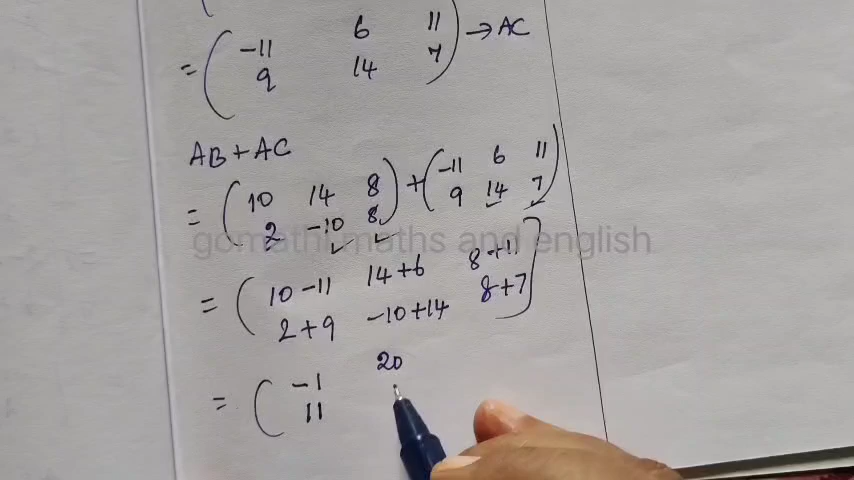 = ( -11 6 11 ) → AC
9 14 7
AB + AC
= ( 10 14 8 ) + ( -11 6 11 )
2 -10 8 9 14 7
gomathi maths and english
= ( 10 -11 14+6 8+11 )
2+9 -10+14 8+7
= ( -1 20
11